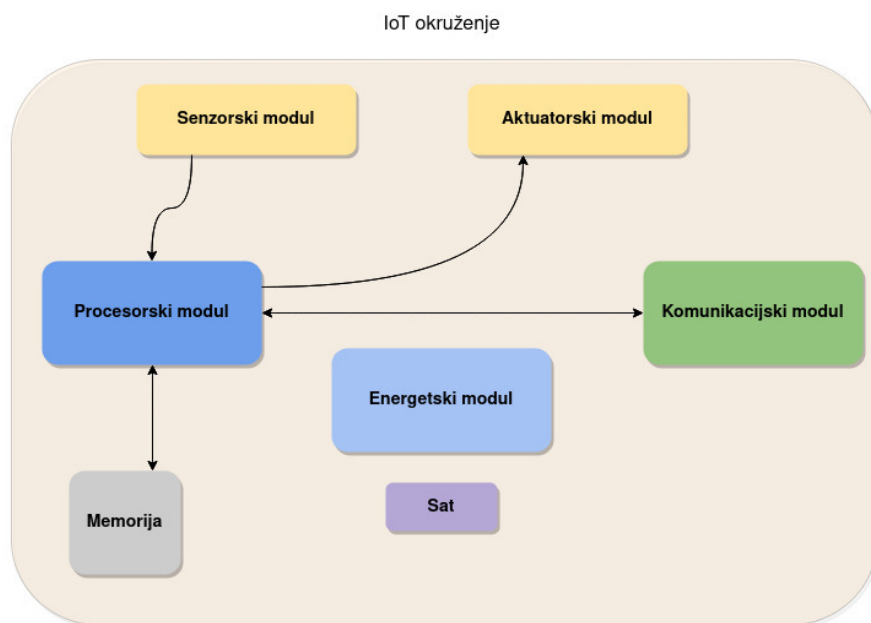 IoT okruženje
Senzorski modul
Aktuatorski modul
Procesorski modul
Komunikacijski modul
Energetski modul
Sat
Memorija